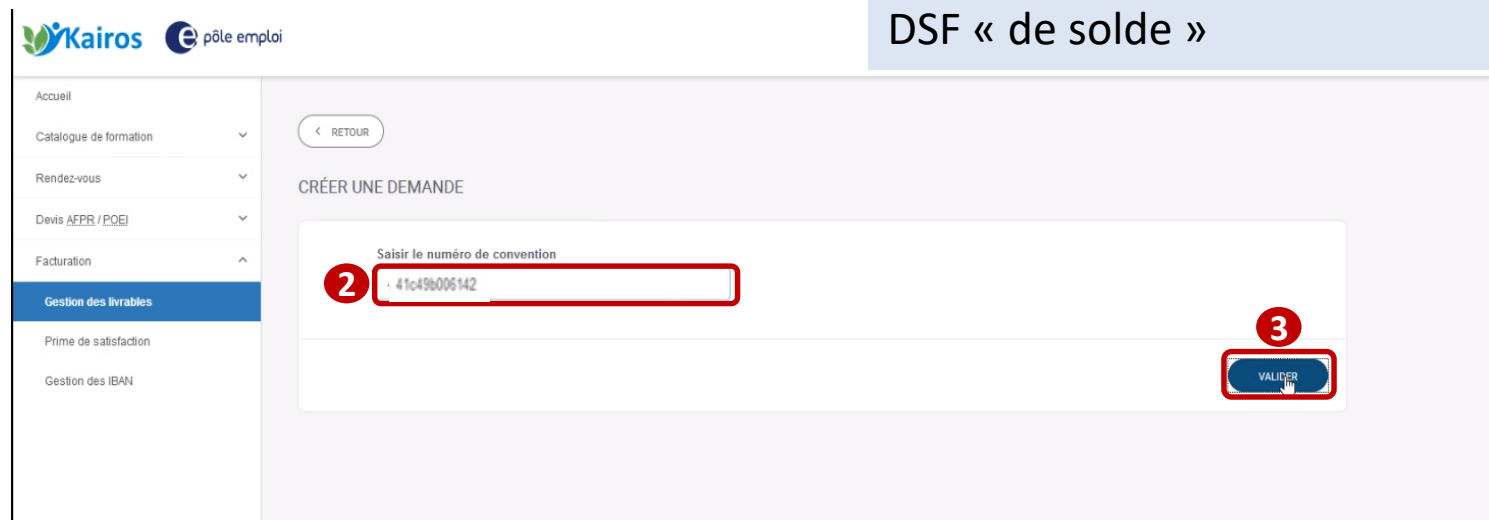 Kairos pôle emploi
DSF « de solde »
Accueil
Catalogue de formation
Rendez-vous
Devis AFPR / POEI
Facturation
Gestion des livrables
Prime de satisfaction
Gestion des IBAN
< RETOUR
CRÉER UNE DEMANDE
Saisir le numéro de convention
2
41c49b006142
3
VALIDER